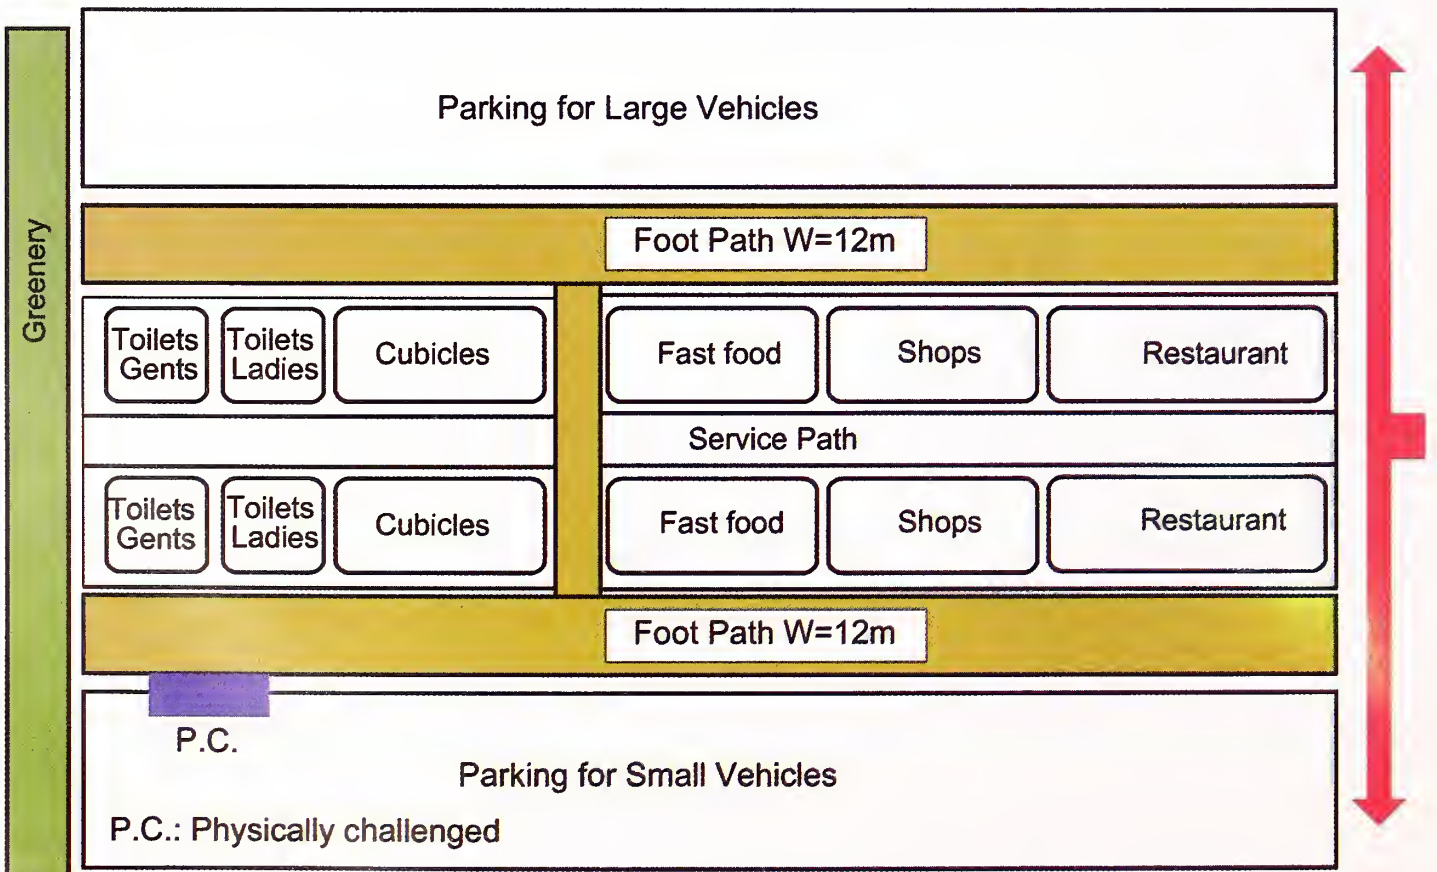 Parking for Large Vehicles
Greenery
Foot Path W=12m
Toilets
Gents
Toilets
Ladies
Cubicles
Fast food
Shops
Restaurant
Service Path
Toilets
Gents
Toilets
Ladies
Cubicles
Fast food
Shops
Restaurant
Foot Path W=12m
P.C.
Parking for Small Vehicles
P.C.: Physically challenged